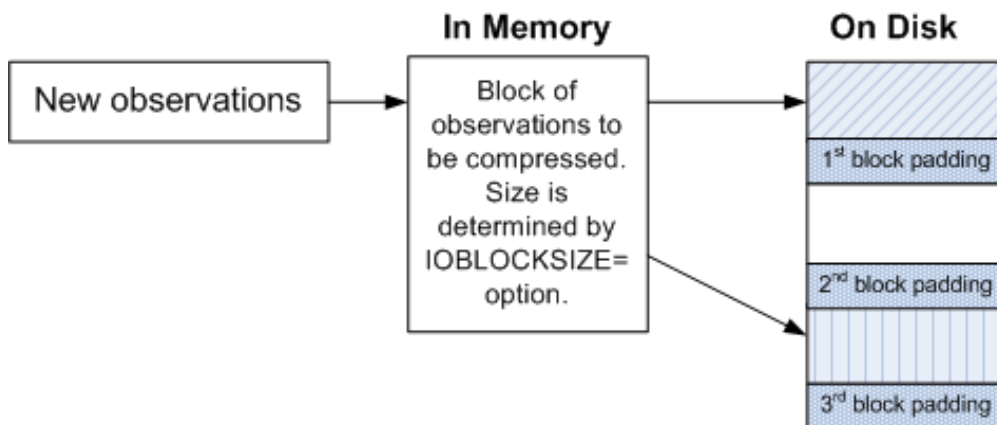 In Memory
On Disk
New observations
Block of
observations to
be compressed.
Size is
determined by
IOBLOCKSIZE=
option.
1st block padding
2nd block padding
3rd block padding